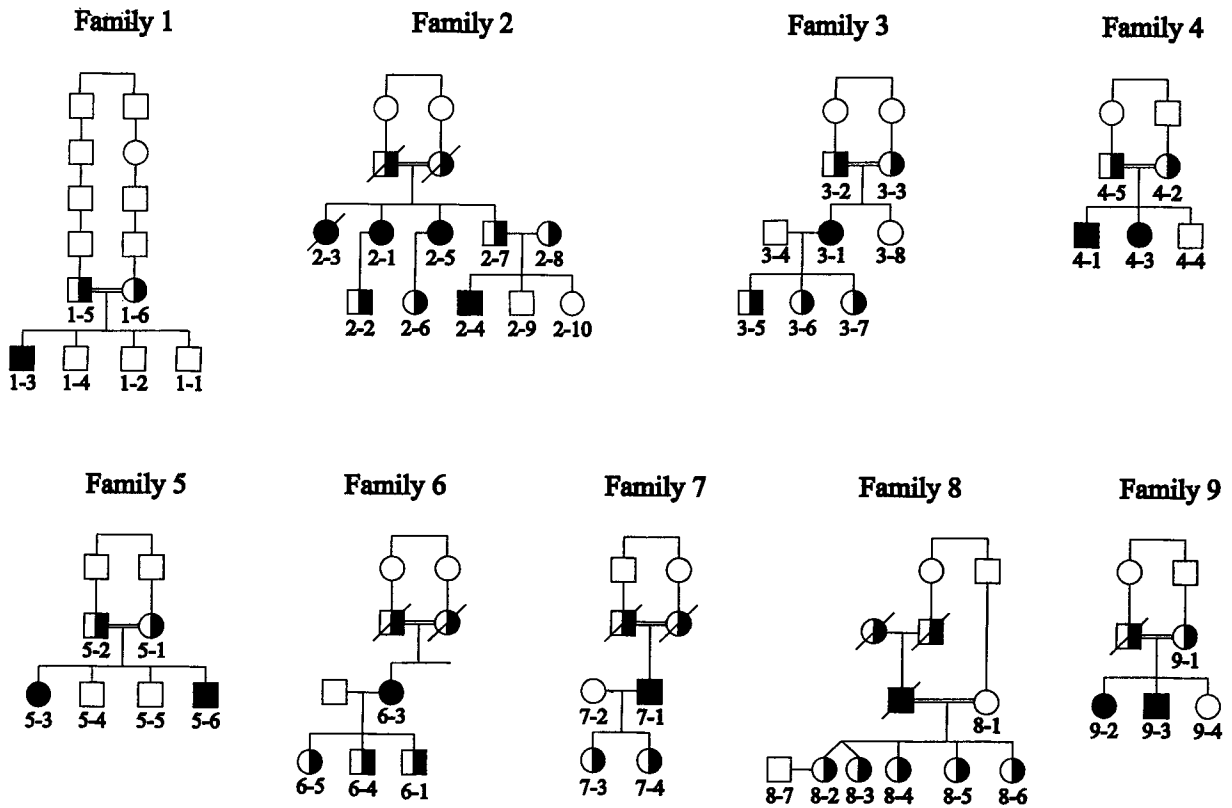 Family 1 Family 2 Family 3 Family 4
3-2 3-3 4-5 4-2
2-3 2-1 2-5 2-7 2-8 3-4 3-1 3-8 4-1 4-3 4-4
1-5 1-6 2-2 2-6 2-4 2-9 2-10 3-5 3-6 3-7
1-3 1-4 1-2 1-1
Family 5 Family 6 Family 7 Family 8 Family 9
5-2 5-1 9-1
5-3 5-4 5-5 5-6 6-3 7-2 7-1 8-1 9-2 9-3 9-4
6-5 6-4 6-1 7-3 7-4 8-7 8-2 8-3 8-4 8-5 8-6